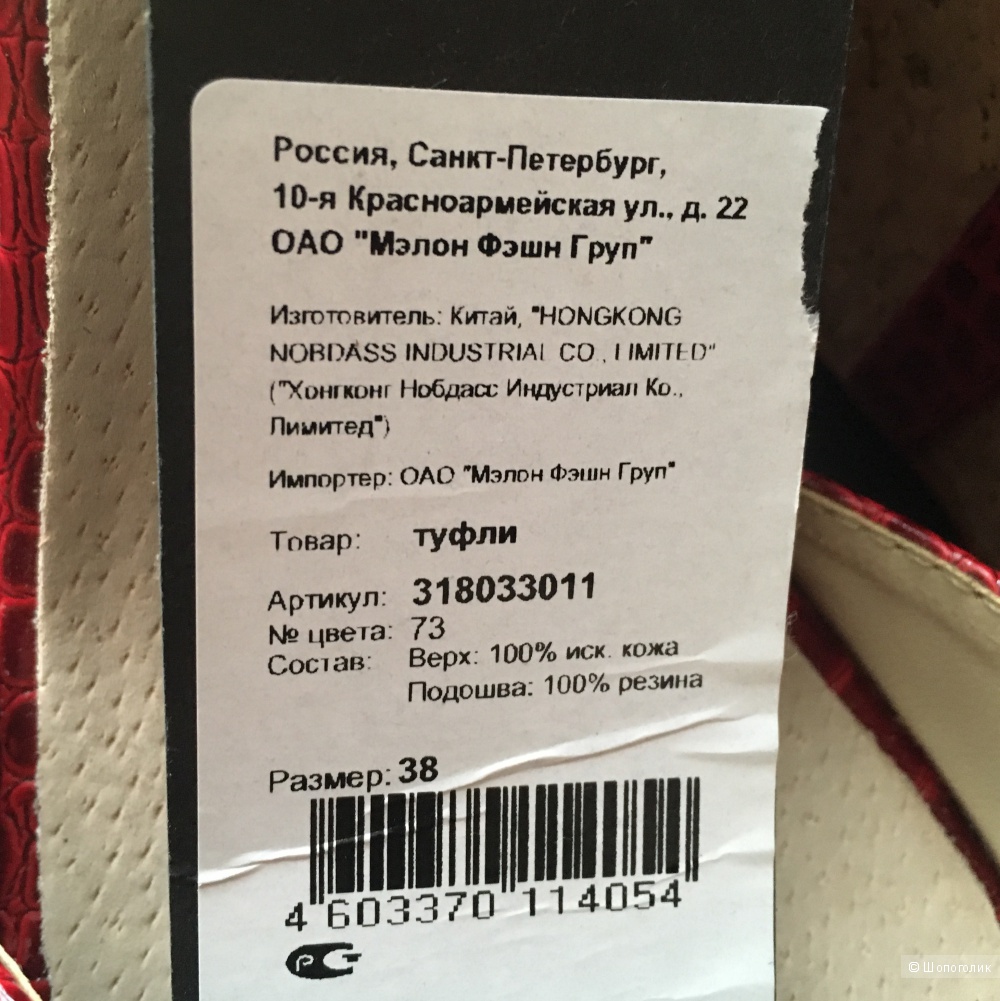 Россия, Санкт-Петербург,
10-я Красноармейская ул., д. 22
ОАО "Мэлон Фэшн Груп"
Изготовитель: Китай, "HONGKONG
NOBDASS INDUSTRIAL CO., LIMITED"
("Хонгконг Нобдасс Индустриал Ко.,
Лимитед")
Импортер: ОАО "Мэлон Фэшн Груп"
Товар: туфли
Артикул: 318033011
№ цвета: 73
Состав: Верх: 100% иск. кожа
Подошва: 100% резина
Размер: 38
4 603370 114054
РСТ
© Шопоголик